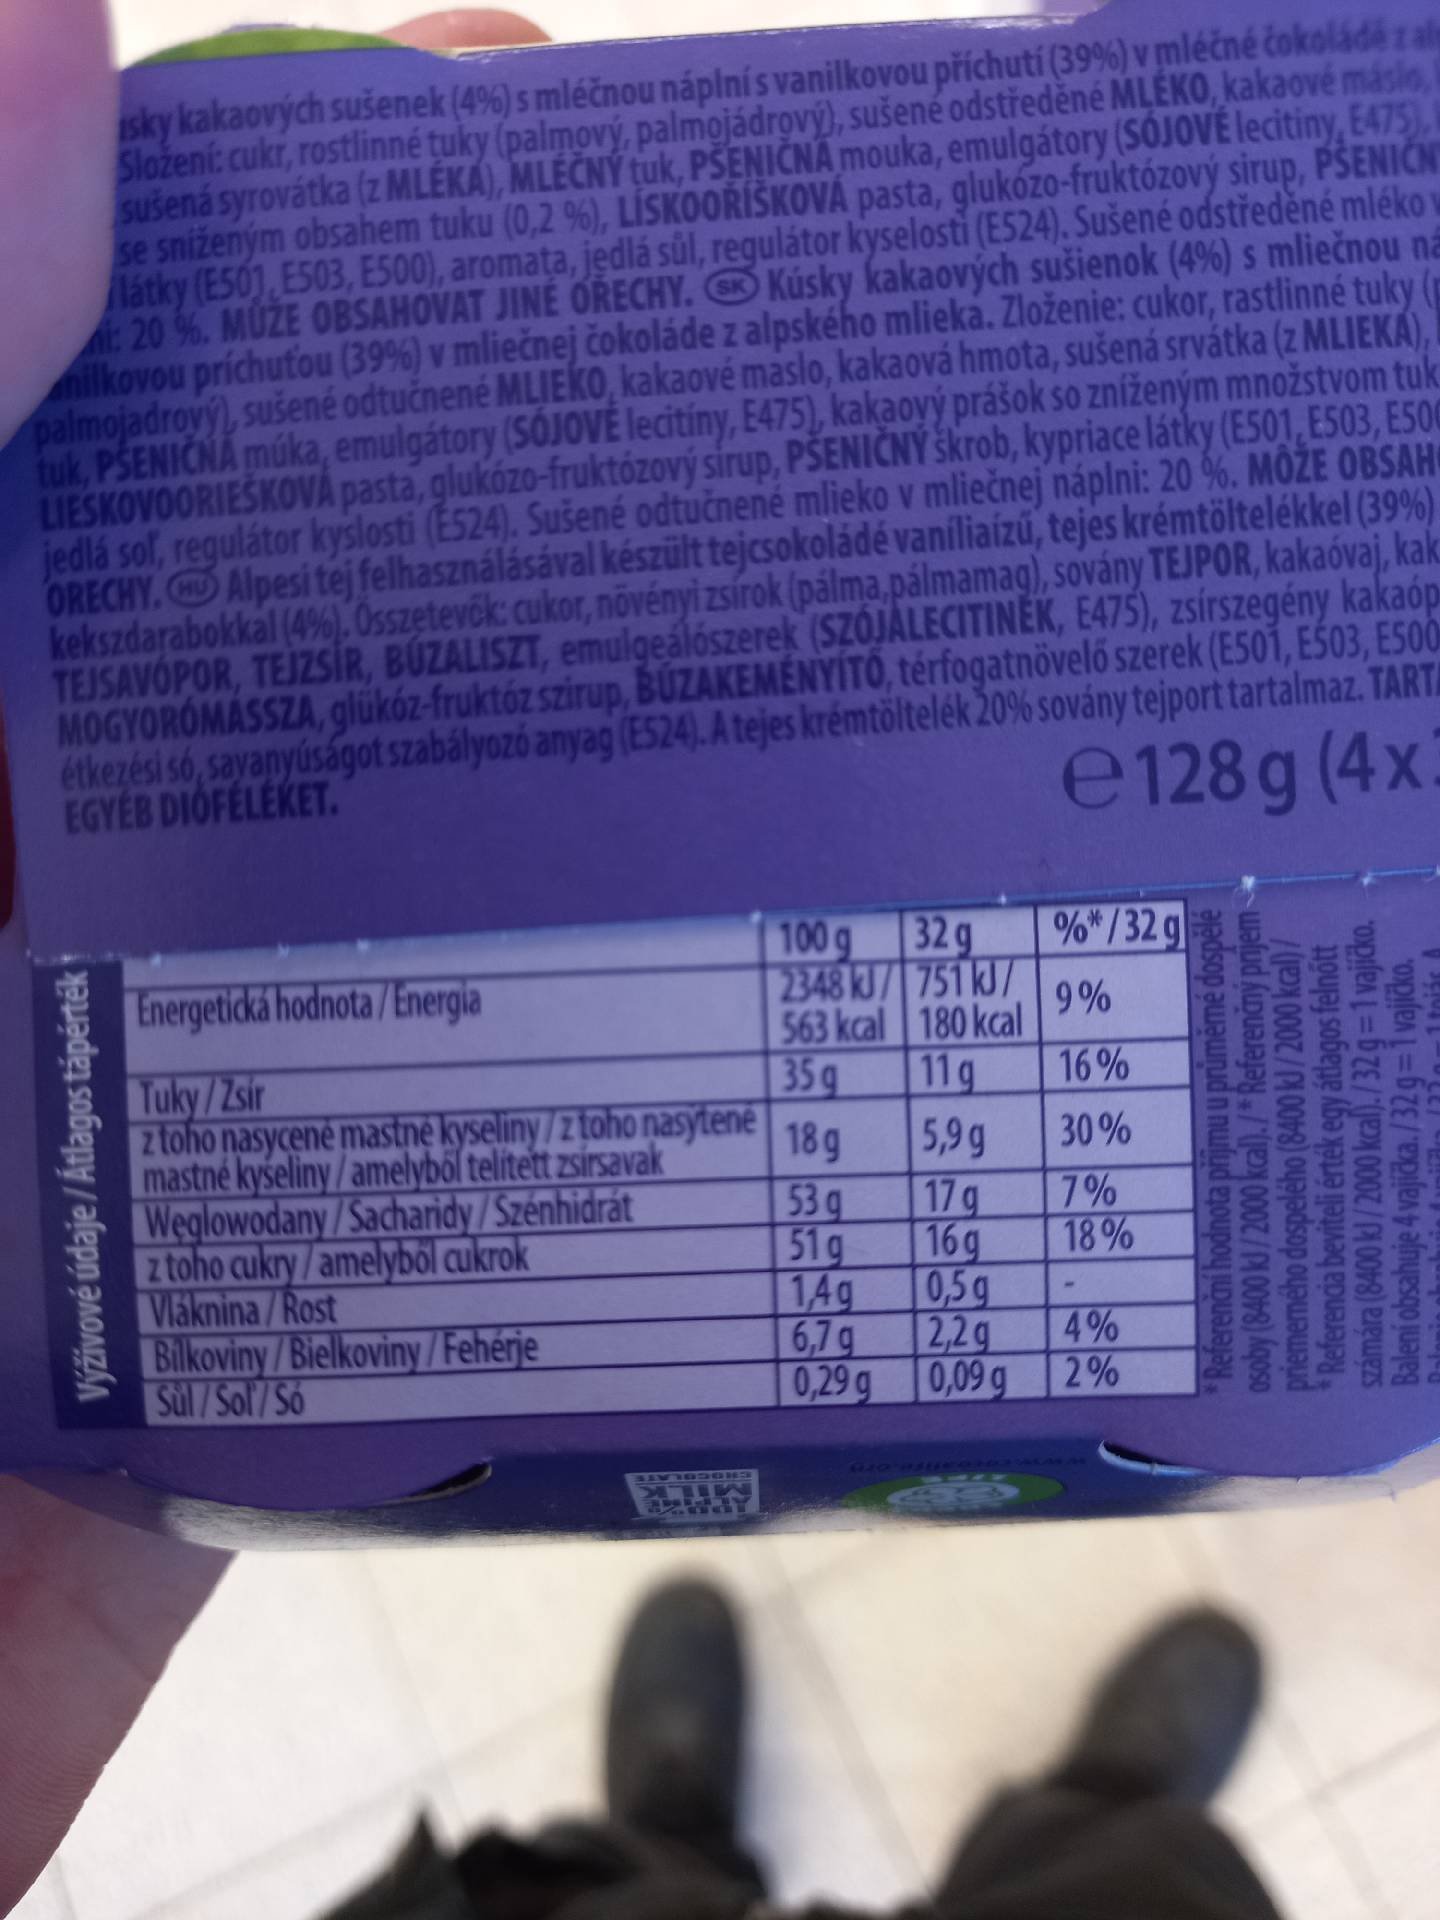 kakaových sušenek (4%) s mléčnou náplní s vanilkovou příchutí (39%) v mléčné čokoládě z
Složení: cukr, rostlinné tuky (palmový, palmojádrový), sušené odstředěné MLÉKO, kakaové máslo,
sušená syrovátka (z MLÉKA), MLÉČNÝ tuk, PŠENIČNÁ mouka, emulgátory (SÓJOVÉ lecitiny, E475),
se sníženým obsahem tuku (0,2 %), LÍSKOOŘÍŠKOVÁ pasta, glukózo-fruktózový sirup,
látky (E501, E503, E500), aromata, jedlá sůl, regulátor kyselosti (E524). Sušené odstředěné mléko v
20 %. MŮŽE OBSAHOVAT JINÉ OŘECHY. SK Kúsky kakaových sušienok (4%) s mliečnou
príchuťou (39%) v mliečnej čokoláde z alpského mlieka. Zloženie: cukor, rastlinné tuky
palmojadrový), sušené odtučnené MLIEKO, kakaové maslo, kakaová hmota, sušená srvátka (z MLIEKA),
tuk, PŠENIČNÁ múka, emulgátory (SÓJOVÉ lecitíny, E475), kakaový prášok so zníženým množstvom
LIESKOVOORIEŠKOVÁ pasta, glukózo-fruktózový sirup, PŠENIČNÝ škrob, kypriace látky (E501, E503,
jedlá soľ, regulátor kyslosti (E524). Sušené odtučnené mlieko v mliečnej náplni: 20 %. MÔŽE
ORECHY. HU Alpesi tej felhasználásával készült tejcsokoládé vaníliaízű, tejes krémtöltelékkel (39%)
kekszdarabokkal (4%). Összetevők: cukor, növényi zsírok (pálma, pálmamag), sovány TEJPOR, kakaóvaj,
TEJSAVÓPOR, TEJZSÍR, BÚZALISZT, emulgeálószerek (SZÓJALECITINEK, E475), zsírszegény
MOGYORÓMASSZA, glükóz-fruktóz szirup, BÚZAKEMÉNYÍTŐ, térfogatnövelő szerek (E501, E503, E500
étkezési só, savanyúságot szabályozó anyag (E524). A tejes krémtöltelék 20% sovány tejport tartalmaz.
EGYÉB DIÓFÉLÉKET.
e 128 g (4 x
Výživové údaje / Átlagos tápérték
100 g 32 g %* / 32 g
Energetická hodnota / Energia 2348 kJ / 563 kcal 751 kJ / 180 kcal 9 %
Tuky / Zsír 35 g 11 g 16 %
z toho nasycené mastné kyseliny / z toho nasýtené
mastné kyseliny / amelyből telített zsírsavak 18 g 5,9 g 30 %
Węglowodany / Sacharidy / Szénhidrát 53 g 17 g 7 %
z toho cukry / amelyből cukrok 51 g 16 g 18 %
Vláknina / Rost 1,4 g 0,5 g -
Bílkoviny / Bielkoviny / Fehérje 6,7 g 2,2 g 4 %
Sůl / Soľ / Só 0,29 g 0,09 g 2 %
* Referenční hodnota příjmu u průměrné dospělé
osoby (8400 kJ / 2000 kcal). / * Referenčný príjem
priemerného dospelého (8400 kJ / 2000 kcal) /
* Referencia beviteli érték egy átlagos felnőtt
számára (8400 kJ / 2000 kcal). / 32 g = 1 vajíčko.
Balení obsahuje 4 vajíčka. / 32 g = 1 vajíčko.
100%
ALPINE
MILK
CHOCOLATE